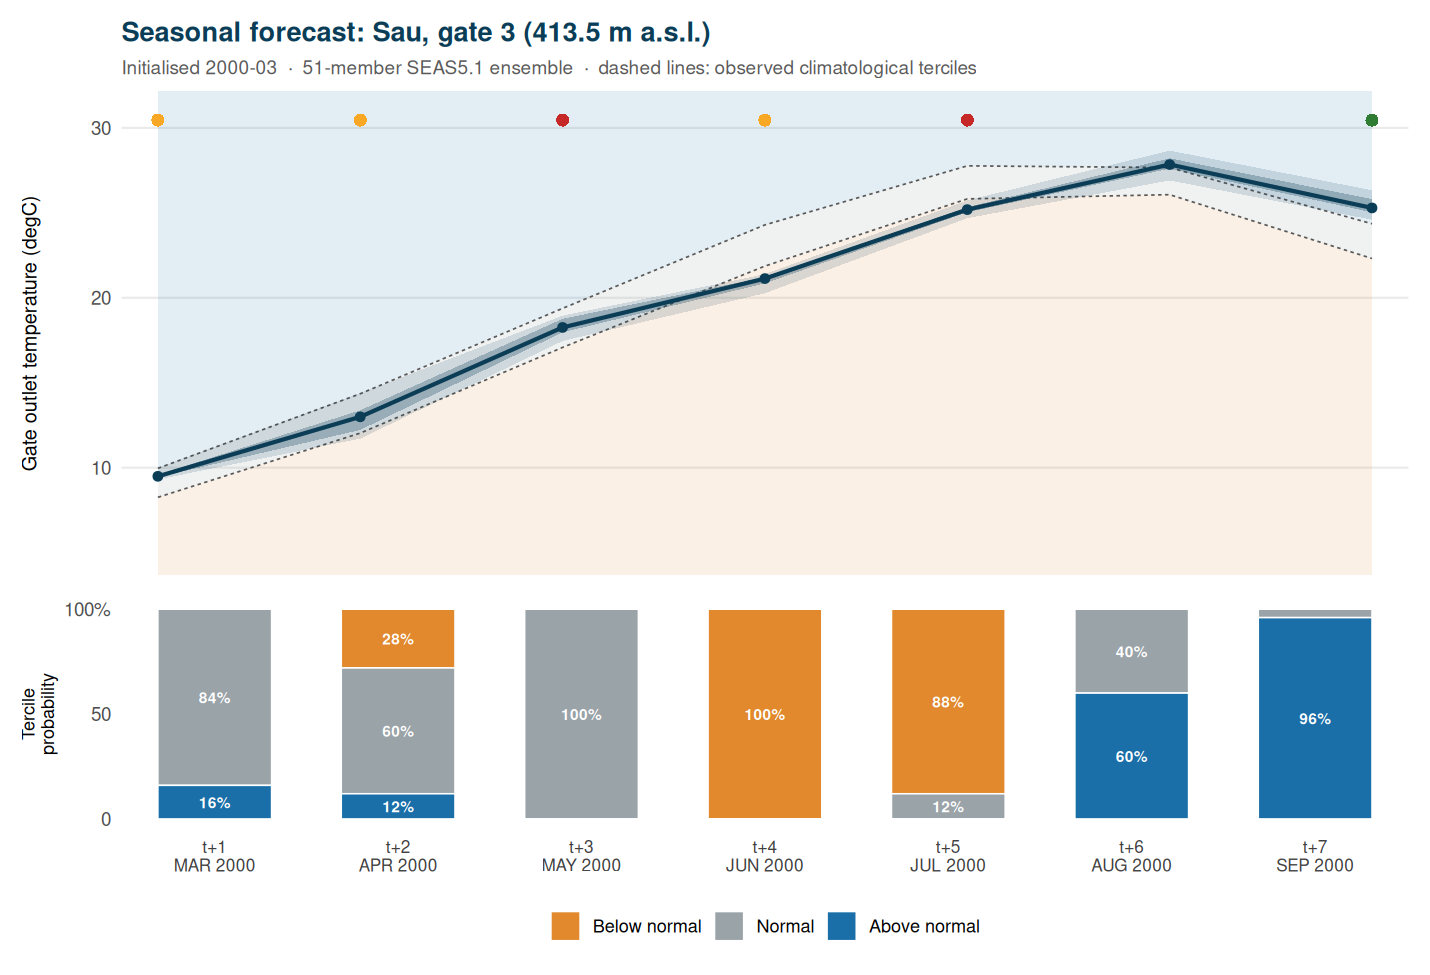 Seasonal forecast: Sau, gate 3 (413.5 m a.s.l.)
Initialised 2000-03 · 51-member SEAS5.1 ensemble · dashed lines: observed climatological terciles
Gate outlet temperature (degC)
30
20
10
Tercile
probability
100%
50
0
84%
16%
28%
60%
12%
100%
100%
88%
12%
40%
60%
96%
t+1
MAR 2000
t+2
APR 2000
t+3
MAY 2000
t+4
JUN 2000
t+5
JUL 2000
t+6
AUG 2000
t+7
SEP 2000
Below normal
Normal
Above normal